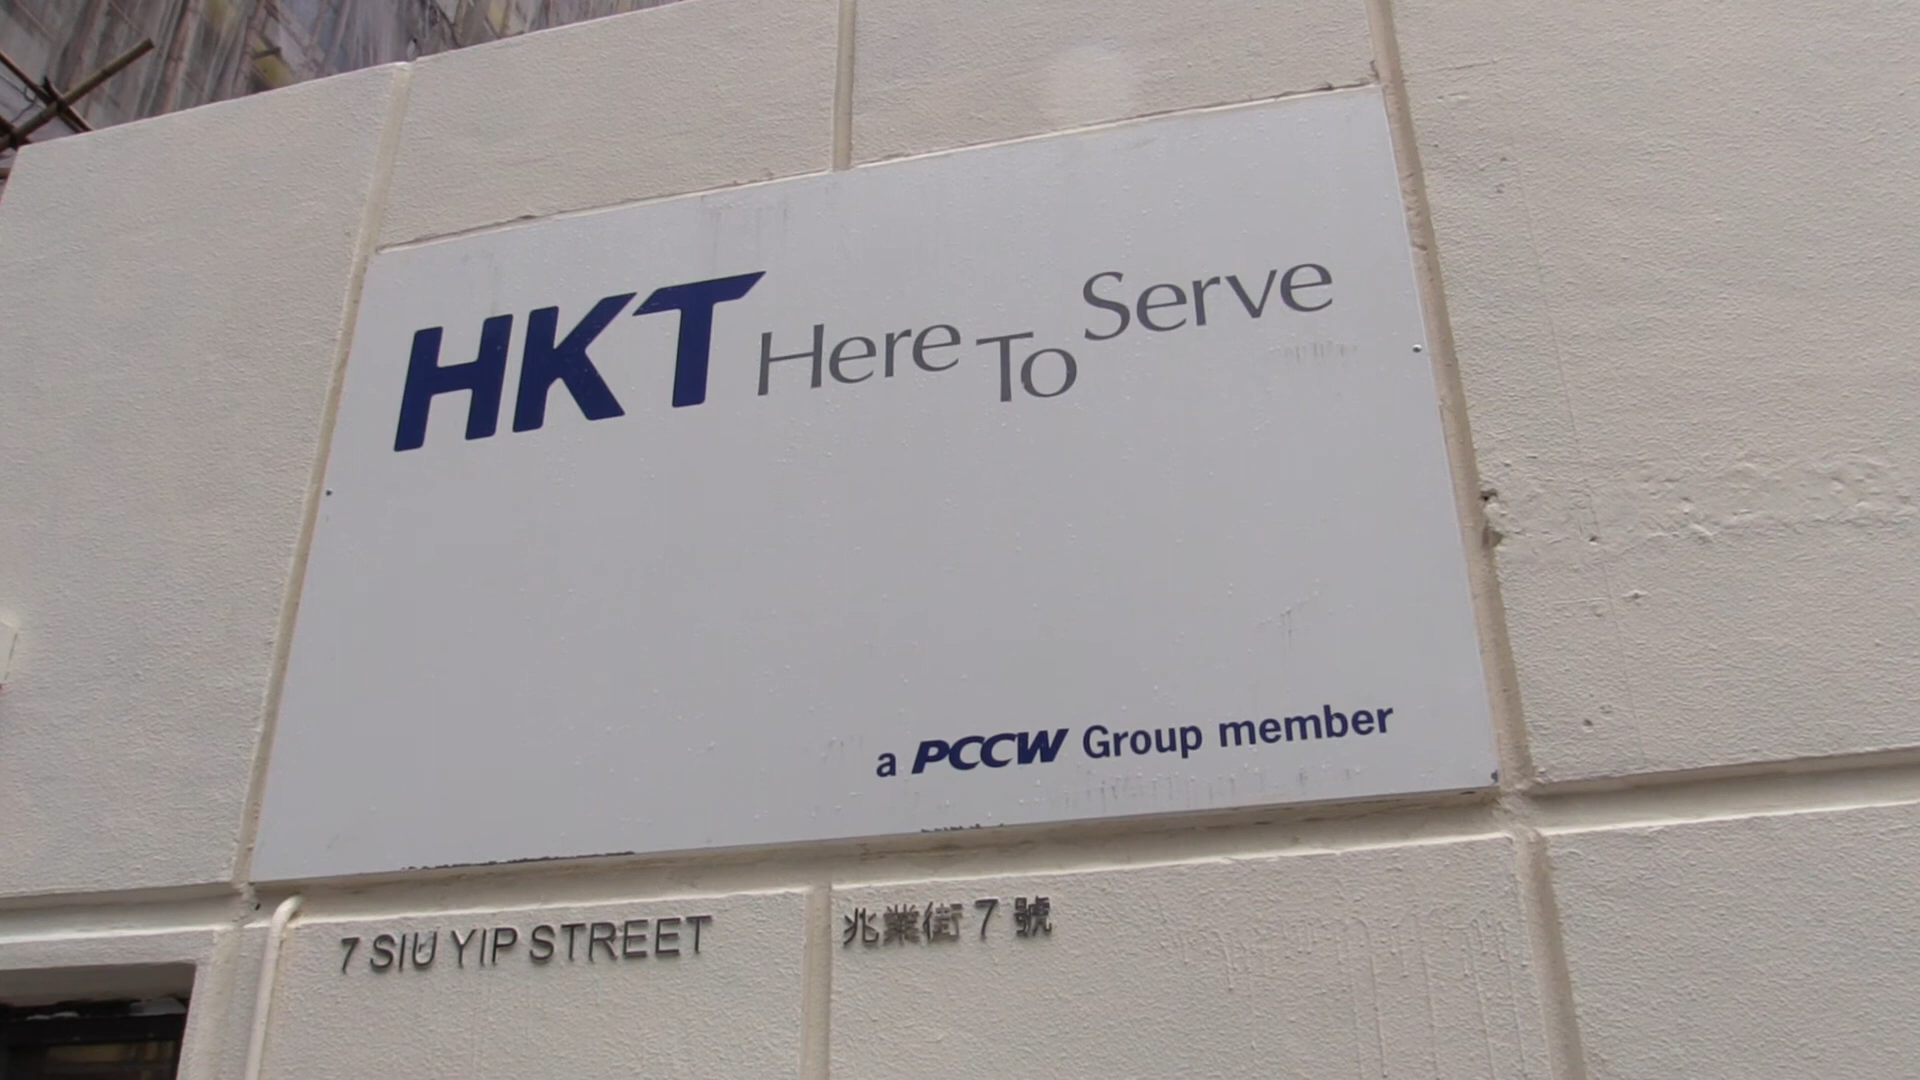 HKT Here To Serve
a PCCW Group member
7 SIU YIP STREET 兆業街 7 號